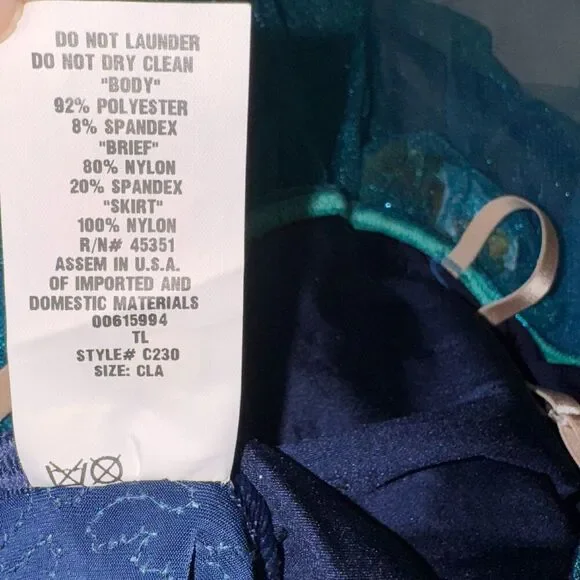 DO NOT LAUNDER
DO NOT DRY CLEAN
"BODY"
92% POLYESTER
8% SPANDEX
"BRIEF"
80% NYLON
20% SPANDEX
"SKIRT"
100% NYLON
R/N# 45351
ASSEM IN U.S.A.
OF IMPORTED AND
DOMESTIC MATERIALS
00615994
TL
STYLE# C230
SIZE: CLA